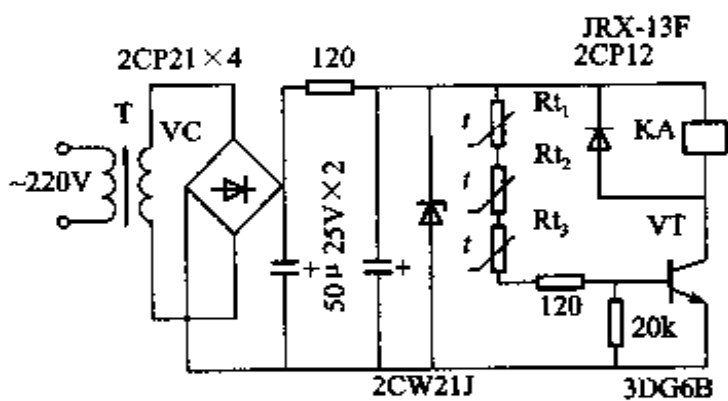 JRX-13F
2CP12
2CP21×4
120
T
VC
~220V
50μ 25V×2
+
+
t
Rt₁
t
Rt₂
t
Rt₃
KA
VT
120
20k
2CW21J
3DG6B